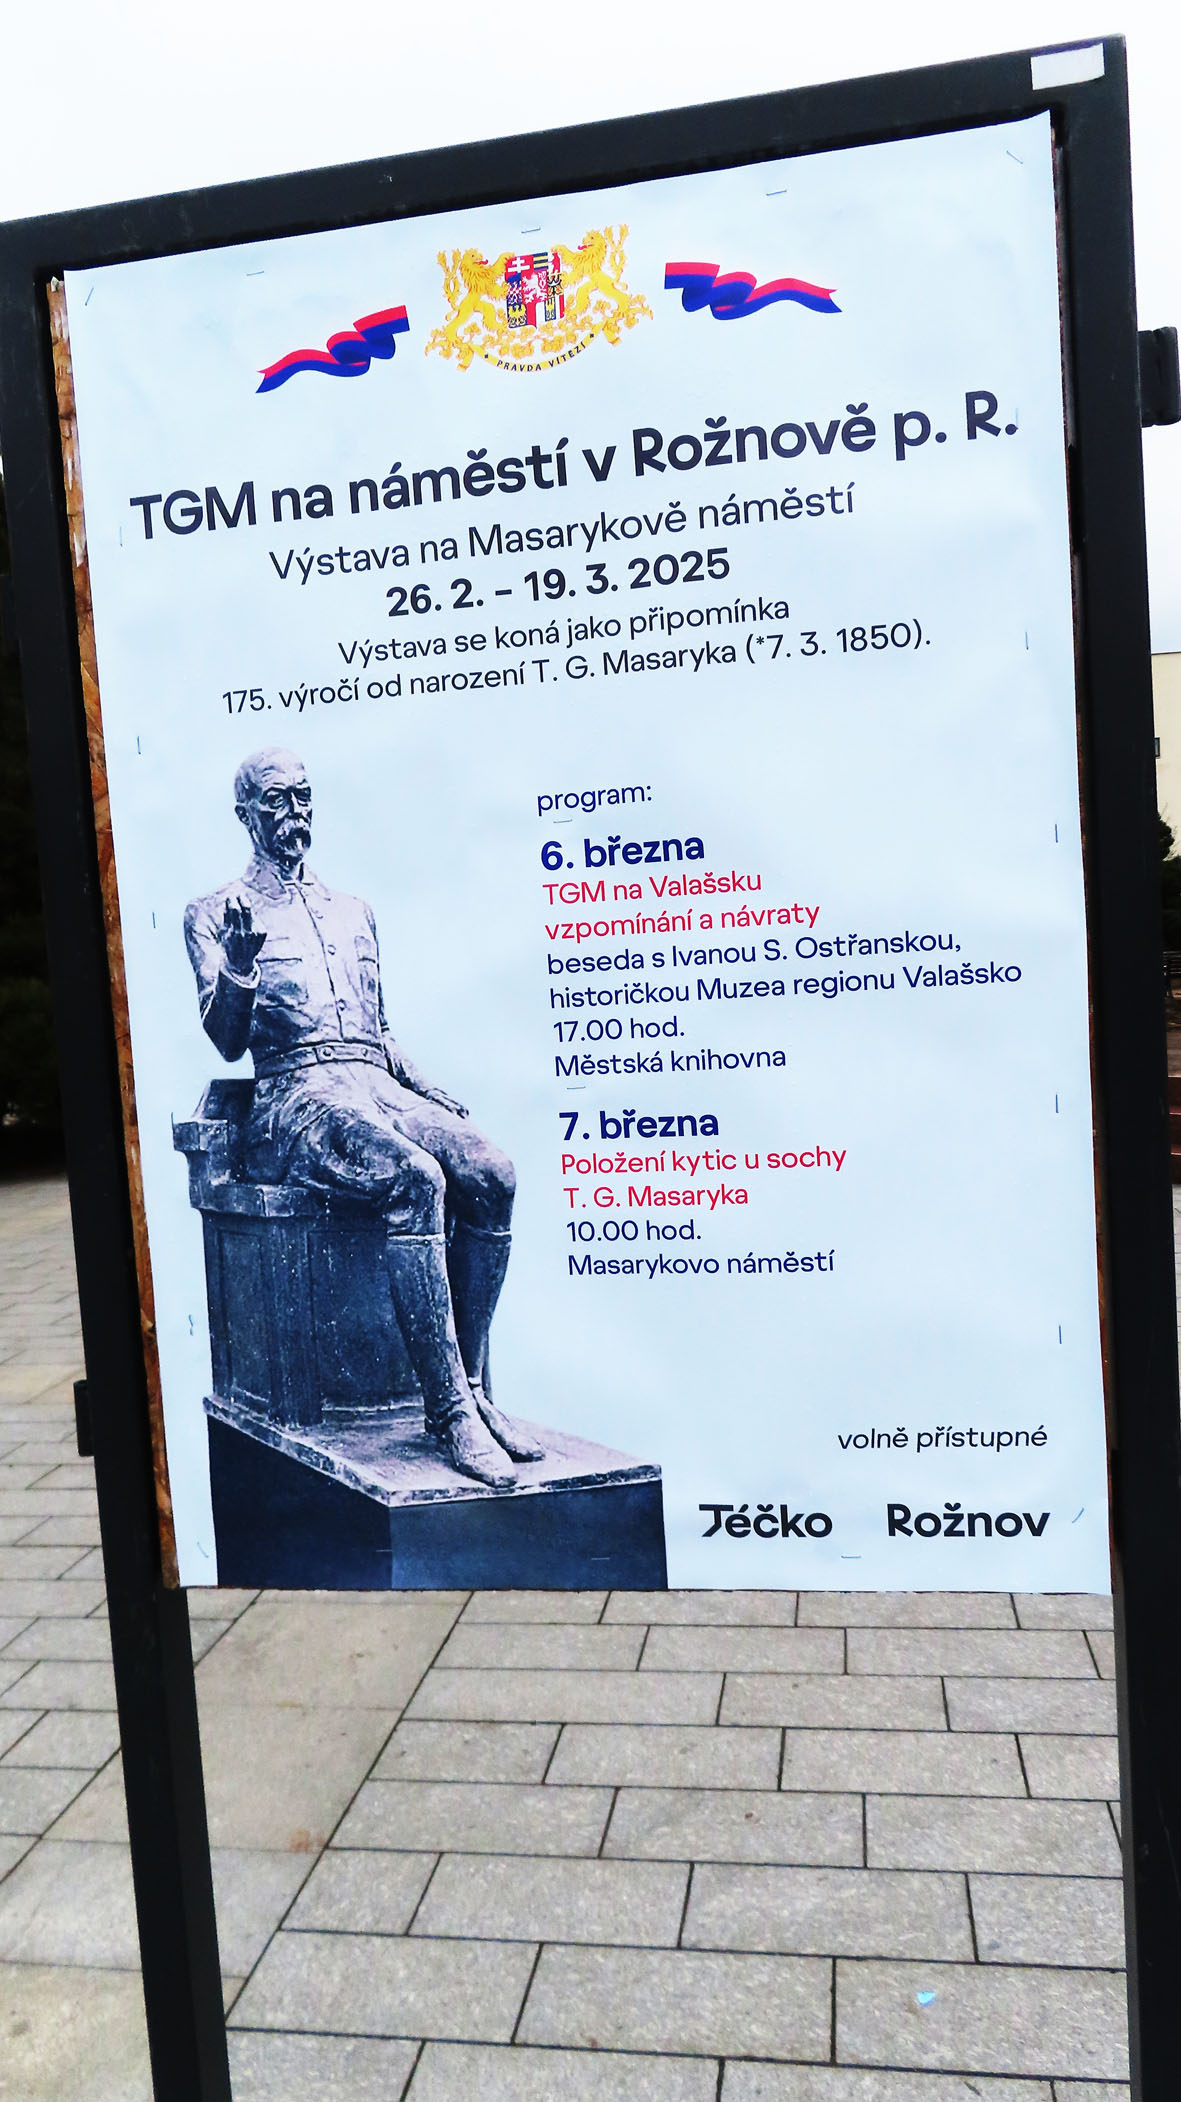 PRAVDA VÍTĚZÍ
TGM na náměstí v Rožnově p. R.
Výstava na Masarykově náměstí
26. 2. – 19. 3. 2025
Výstava se koná jako připomínka
175. výročí od narození T. G. Masaryka (*7. 3. 1850).
program:
6. března
TGM na Valašsku
vzpomínání a návraty
beseda s Ivanou S. Ostřanskou,
historičkou Muzea regionu Valašsko
17.00 hod.
Městská knihovna
7. března
Položení kytic u sochy
T. G. Masaryka
10.00 hod.
Masarykovo náměstí
volně přístupné
Téčko Rožnov